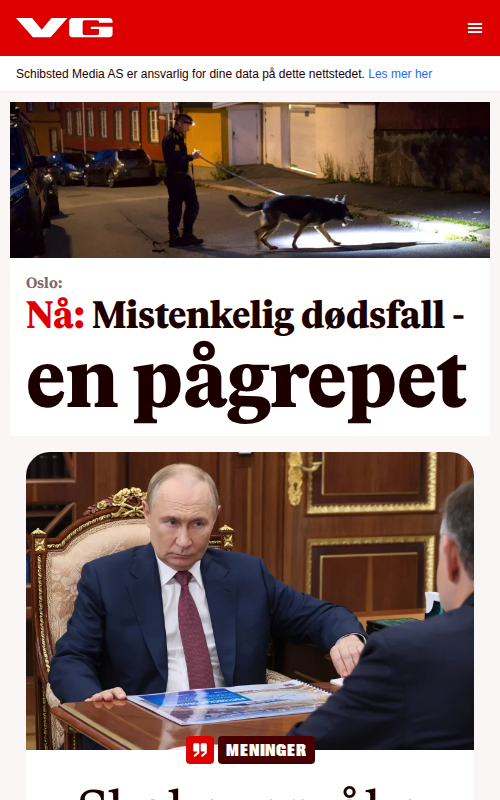 VG
Schibsted Media AS er ansvarlig for dine data på dette nettstedet. Les mer her
Oslo:
Nå: Mistenkelig dødsfall -
en pågrepet
MENINGER